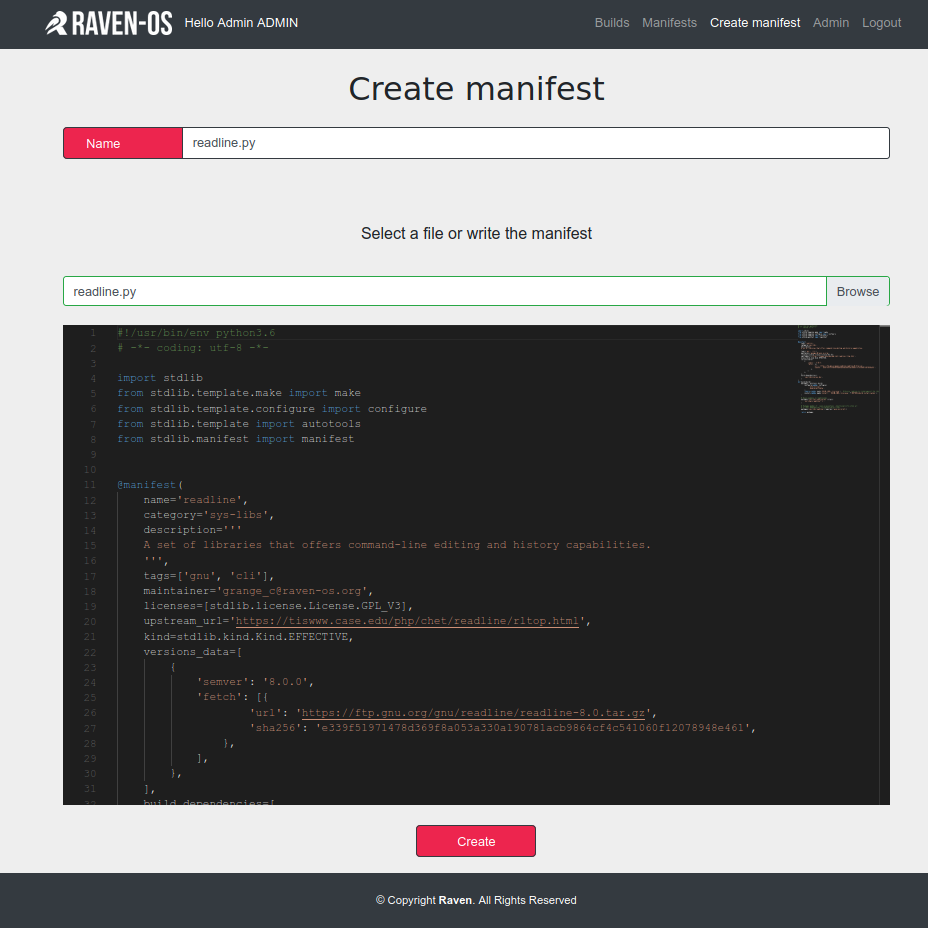 RAVEN-OS Hello Admin ADMIN Builds Manifests Create manifest Admin Logout
Create manifest
Name readline.py
Select a file or write the manifest
readline.py Browse
1 #!/usr/bin/env python3.6
2 # -*- coding: utf-8 -*-
3
4 import stdlib
5 from stdlib.template.make import make
6 from stdlib.template.configure import configure
7 from stdlib.template import autotools
8 from stdlib.manifest import manifest
9
10
11 @manifest(
12 name='readline',
13 category='sys-libs',
14 description='''
15 A set of libraries that offers command-line editing and history capabilities.
16 ''',
17 tags=['gnu', 'cli'],
18 maintainer='grange_c@raven-os.org',
19 licenses=[stdlib.license.License.GPL_V3],
20 upstream_url='https://tiswww.case.edu/php/chet/readline/rltop.html',
21 kind=stdlib.kind.Kind.EFFECTIVE,
22 versions_data=[
23 {
24 'semver': '8.0.0',
25 'fetch': [{
26 'url': 'https://ftp.gnu.org/gnu/readline/readline-8.0.tar.gz',
27 'sha256': 'e339f51971478d369f8a053a330a190781acb9864cf4c541060f12078948e461',
28 },
29 ],
30 },
31 ],
32 build_dependencies=[
Create
© Copyright Raven. All Rights Reserved